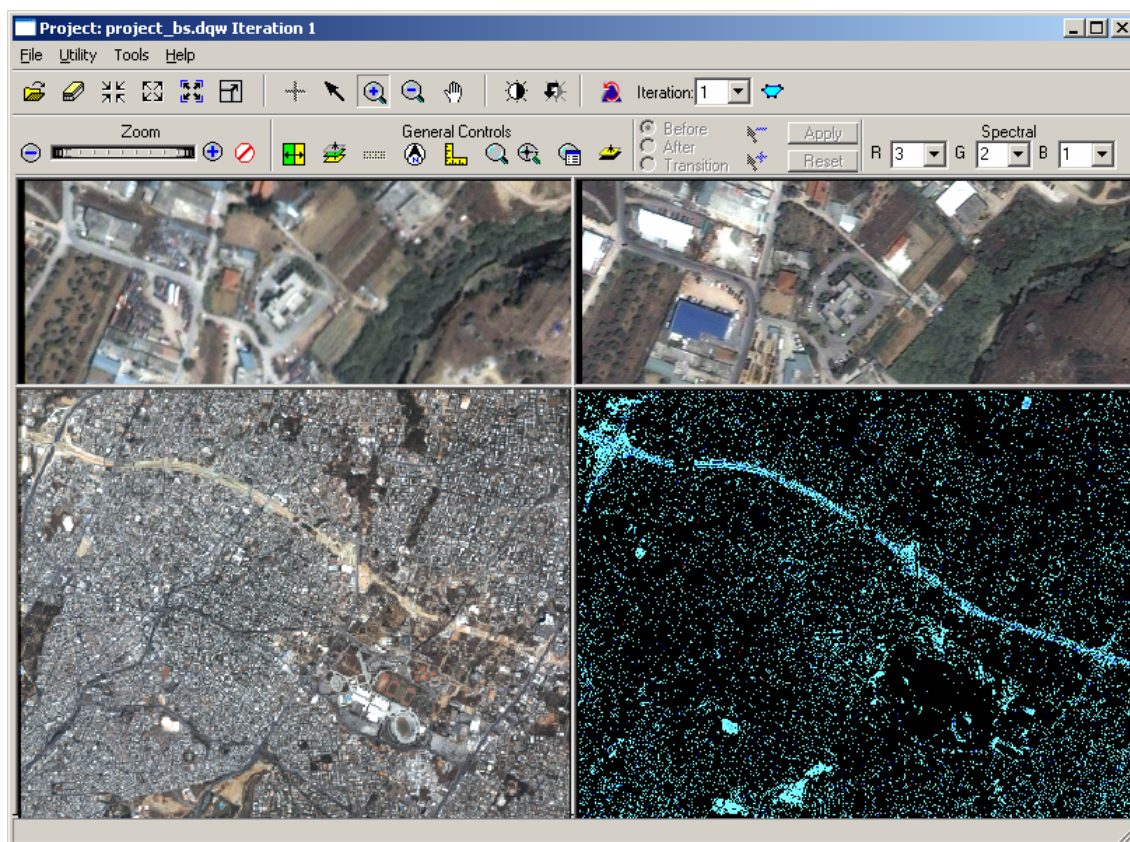 Project: project_bs.dqw Iteration 1
File Utility Tools Help
Iteration: 1
Zoom
General Controls
Before
After
Transition
Apply
Reset
Spectral
R 3 G 2 B 1